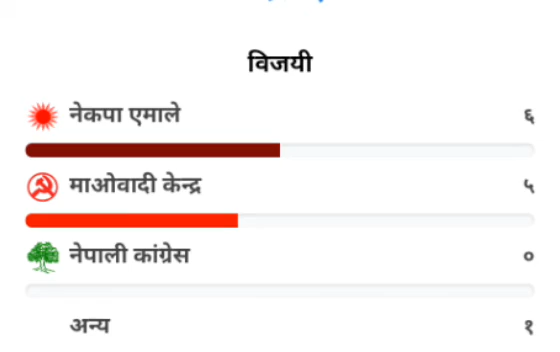 विजयी
नेकपा एमाले ६
माओवादी केन्द्र ५
नेपाली कांग्रेस ०
अन्य १